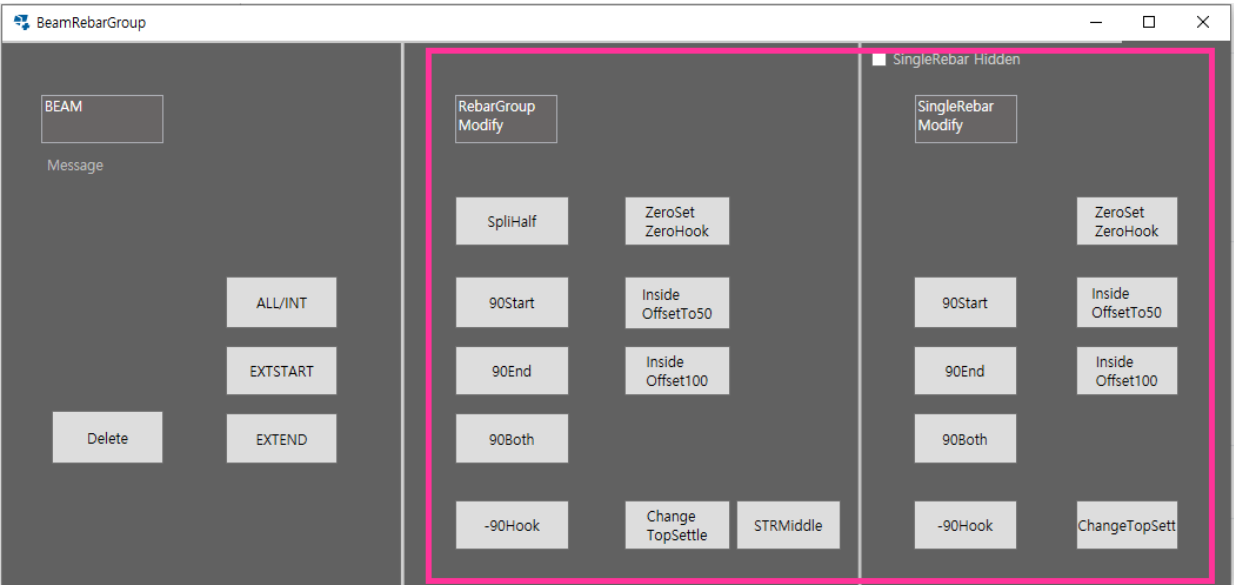 BeamRebarGroup
SingleRebar Hidden
BEAM
RebarGroup
Modify
SingleRebar
Modify
Message
SpliHalf
ZeroSet
ZeroHook
ZeroSet
ZeroHook
ALL/INT
90Start
Inside
OffsetTo50
90Start
Inside
OffsetTo50
EXTSTART
90End
Inside
Offset100
90End
Inside
Offset100
Delete
EXTEND
90Both
90Both
-90Hook
Change
TopSettle
STRMiddle
-90Hook
ChangeTopSett